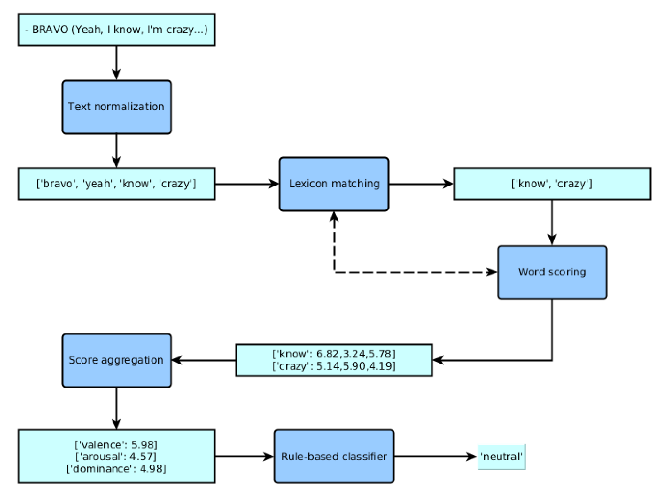 - BRAVO (Yeah, I know, I'm crazy...)
Text normalization
['bravo', 'yeah', 'know', crazy']
Lexicon matching
[ know', 'crazy']
Word scoring
['know': 6.82,3.24,5.78]
['crazy': 5.14,5.90,4.19]
Score aggregation
['valence': 5.98]
['arousal': 4.57]
['dominance': 4.98]
Rule-based classifier
'neutral'